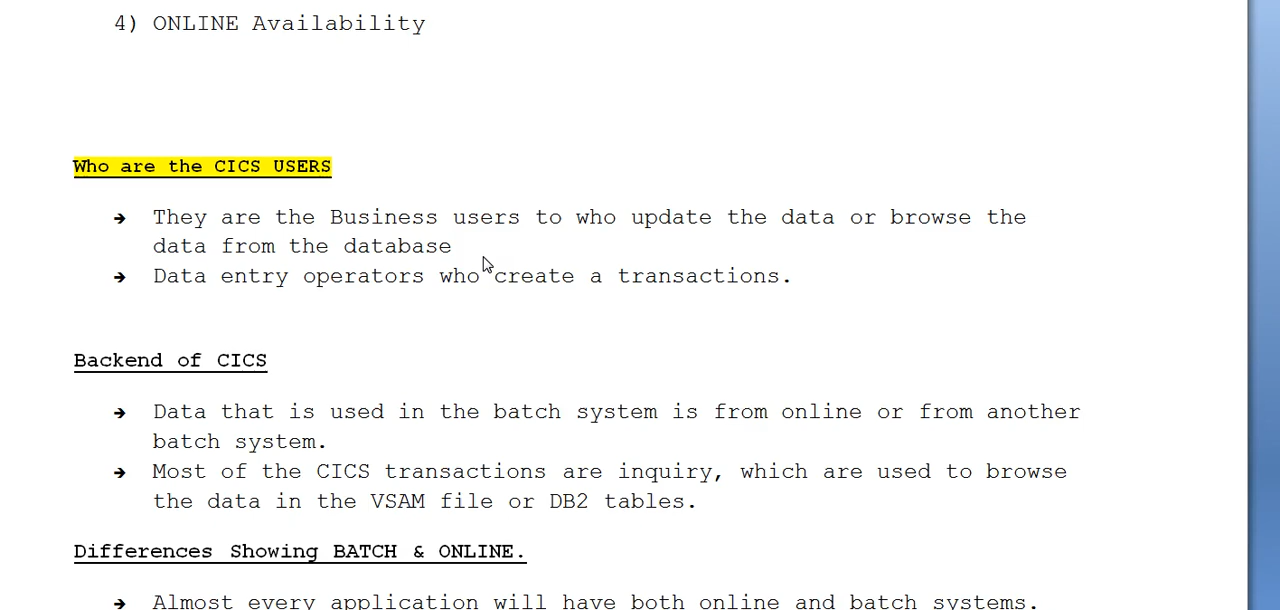 4) ONLINE Availability
Who are the CICS USERS
→ They are the Business users to who update the data or browse the
data from the database
→ Data entry operators who create a transactions.
Backend of CICS
→ Data that is used in the batch system is from online or from another
batch system.
→ Most of the CICS transactions are inquiry, which are used to browse
the data in the VSAM file or DB2 tables.
Differences Showing BATCH & ONLINE.
→ Almost every application will have both online and batch systems.